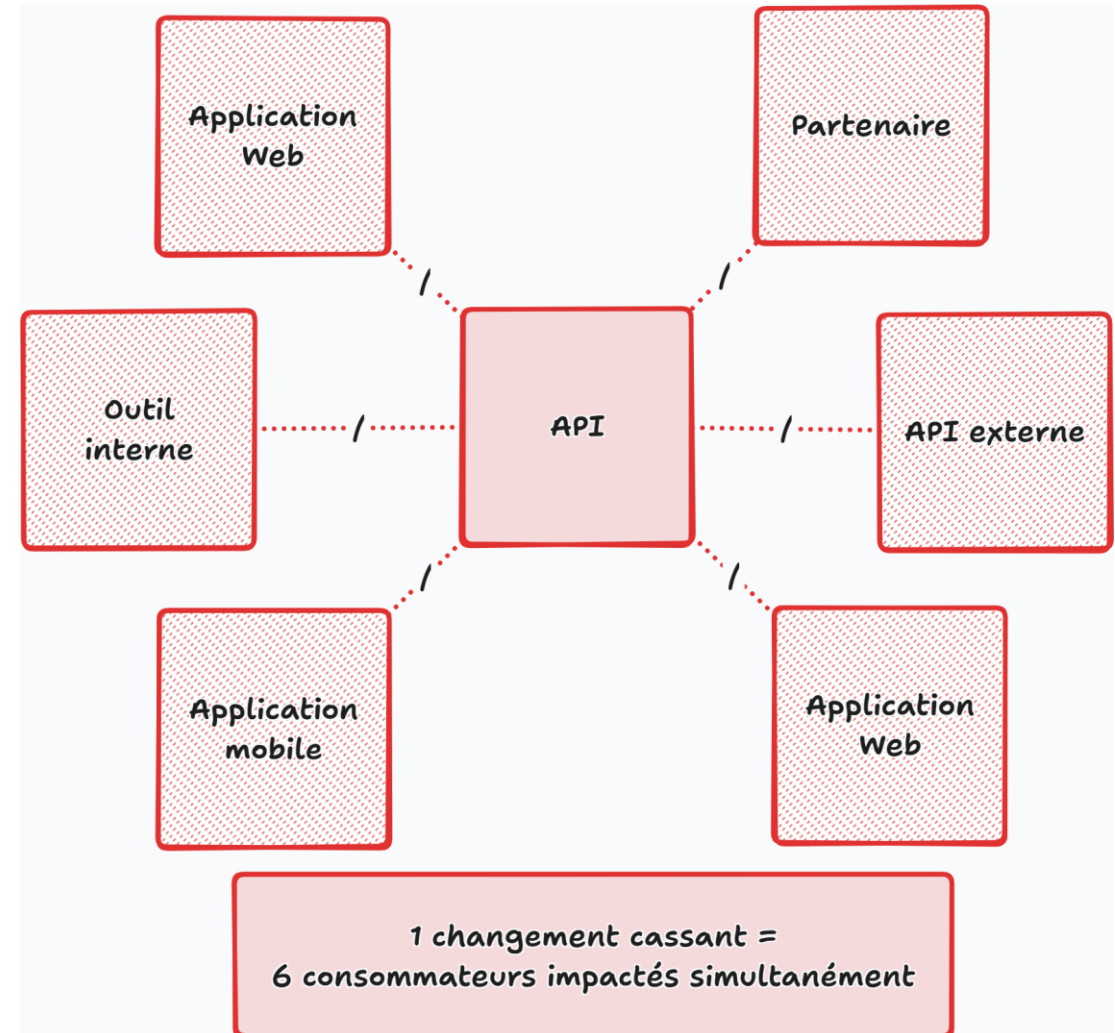 Application
Web
Partenaire
Outil
interne
API
API externe
Application
mobile
Application
Web
1 changement cassant =
6 consommateurs impactés simultanément